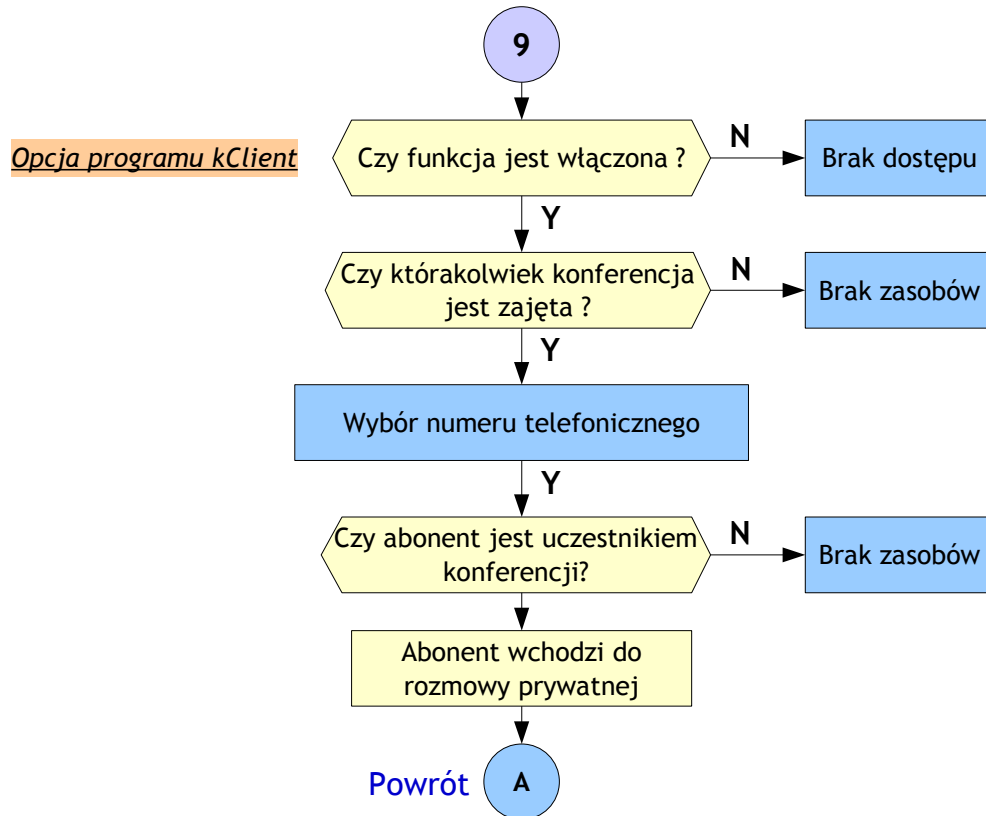 9
Opcja programu kClient
Czy funkcja jest włączona ?
N
Brak dostępu
Y
Czy którakolwiek konferencja
jest zajęta ?
N
Brak zasobów
Y
Wybór numeru telefonicznego
Y
Czy abonent jest uczestnikiem
konferencji?
N
Brak zasobów
Abonent wchodzi do
rozmowy prywatnej
Powrót
A